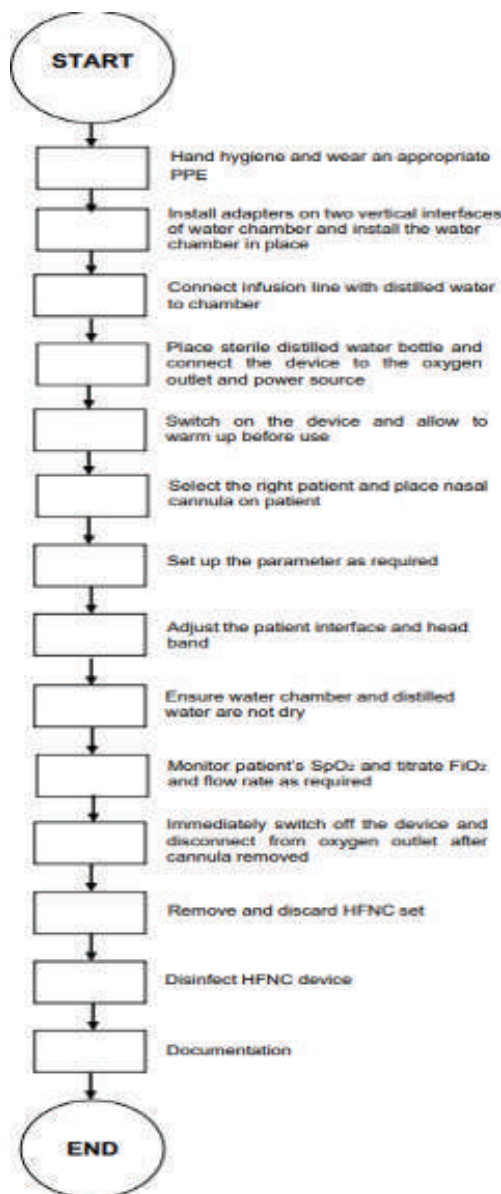 START
Hand hygiene and wear an appropriate
PPE
Install adapters on two vertical interfaces
of water chamber and install the water
chamber in place
Connect infusion line with distilled water
to chamber
Place sterile distilled water bottle and
connect the device to the oxygen
outlet and power source
Switch on the device and allow to
warm up before use
Select the right patient and place nasal
cannula on patient
Set up the parameter as required
Adjust the patient interface and head
band
Ensure water chamber and distilled
water are not dry
Monitor patient's SpO₂ and titrate FiO₂
and flow rate as required
Immediately switch off the device and
disconnect from oxygen outlet after
cannula removed
Remove and discard HFNC set
Disinfect HFNC device
Documentation
END